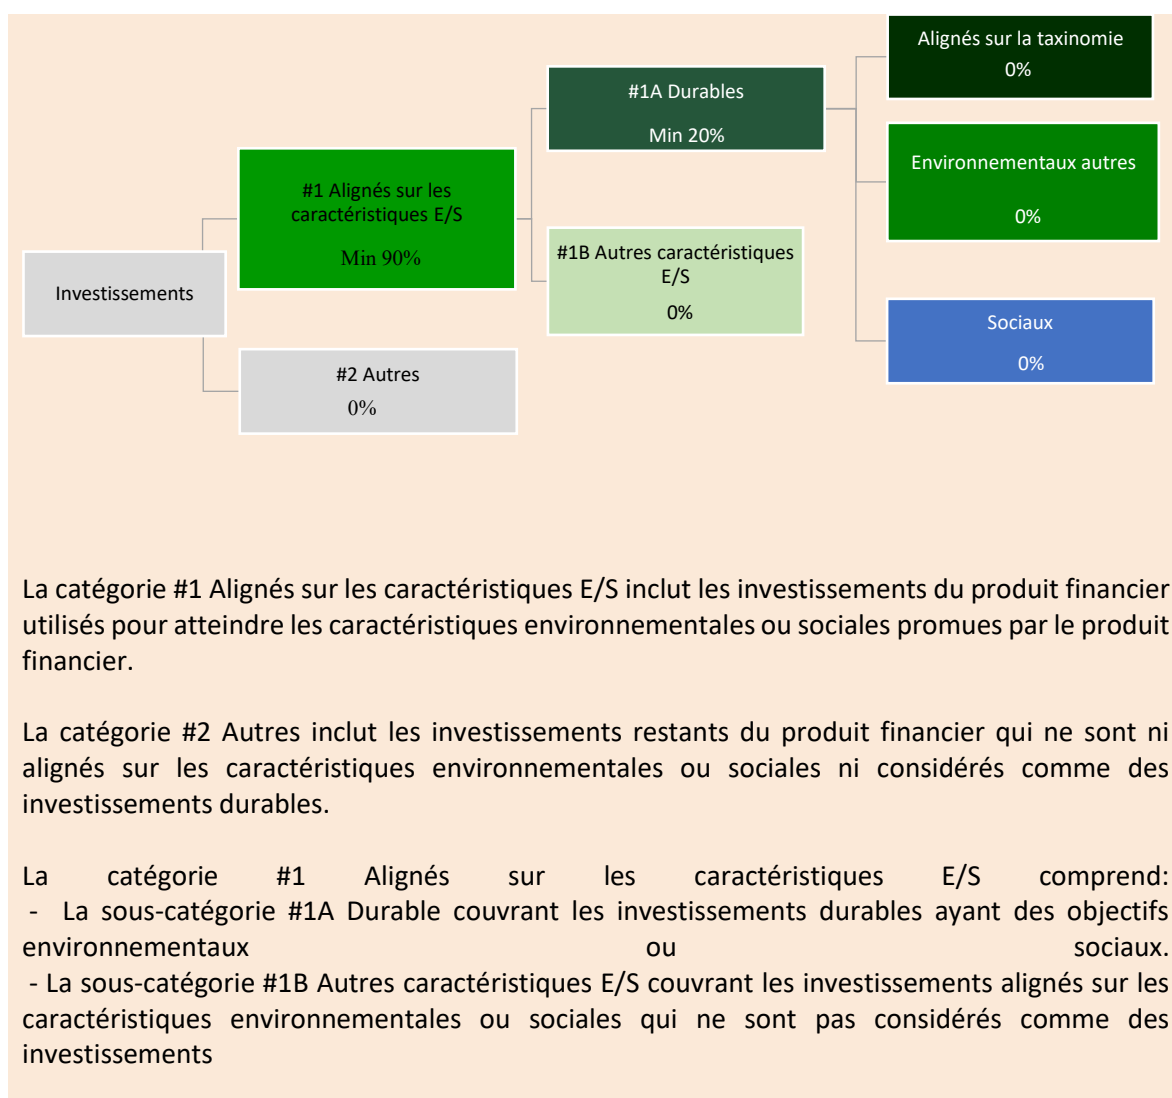 Alignés sur la taxinomie
0%
#1A Durables
Min 20%
Environnementaux autres
0%
#1 Alignés sur les
caractéristiques E/S
Min 90%
#1B Autres caractéristiques
E/S
0%
Investissements
Sociaux
0%
#2 Autres
0%
La catégorie #1 Alignés sur les caractéristiques E/S inclut les investissements du produit financier
utilisés pour atteindre les caractéristiques environnementales ou sociales promues par le produit
financier.
La catégorie #2 Autres inclut les investissements restants du produit financier qui ne sont ni
alignés sur les caractéristiques environnementales ou sociales ni considérés comme des
investissements durables.
La catégorie #1 Alignés sur les caractéristiques E/S comprend:
- La sous-catégorie #1A Durable couvrant les investissements durables ayant des objectifs
environnementaux ou sociaux.
- La sous-catégorie #1B Autres caractéristiques E/S couvrant les investissements alignés sur les
caractéristiques environnementales ou sociales qui ne sont pas considérés comme des
investissements